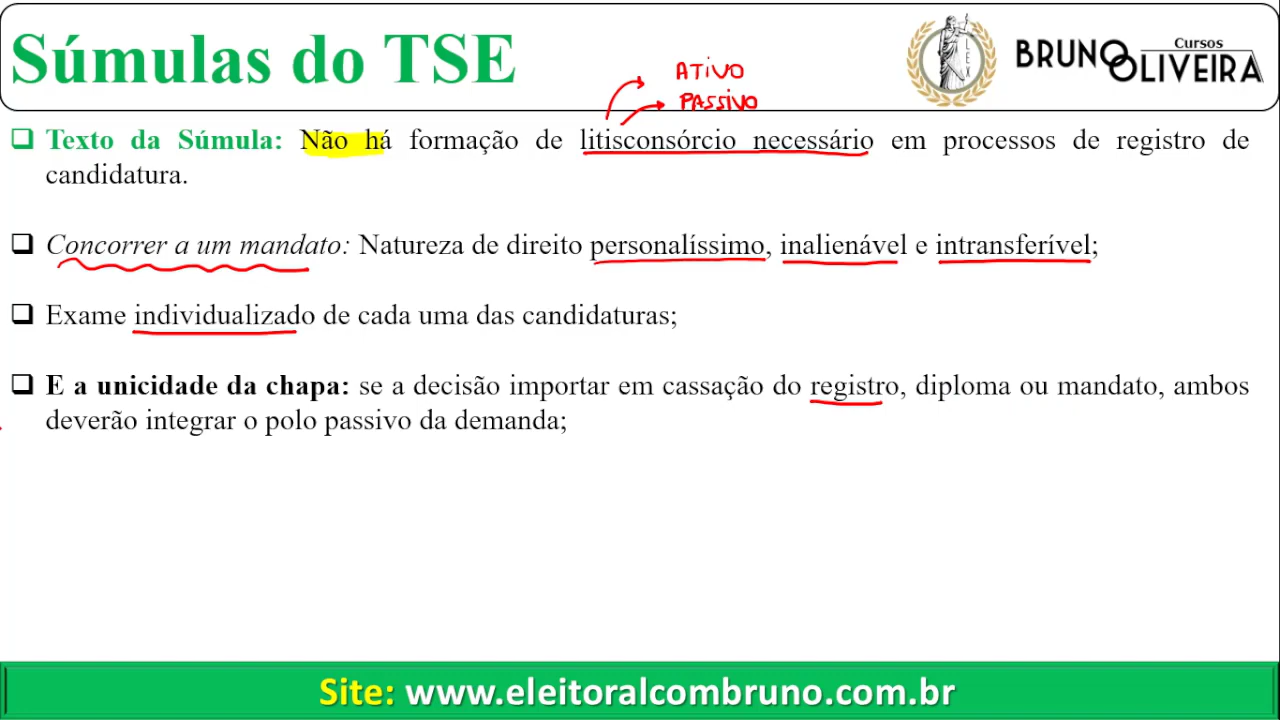 Súmulas do TSE
Cursos
BRUNO
OLIVEIRA
LEX
ATIVO
PASSIVO
❑ Texto da Súmula: Não há formação de litisconsórcio necessário em processos de registro de
candidatura.
❑ Concorrer a um mandato: Natureza de direito personalíssimo, inalienável e intransferível;
❑ Exame individualizado de cada uma das candidaturas;
❑ E a unicidade da chapa: se a decisão importar em cassação do registro, diploma ou mandato, ambos
deverão integrar o polo passivo da demanda;
Site: www.eleitoralcombruno.com.br